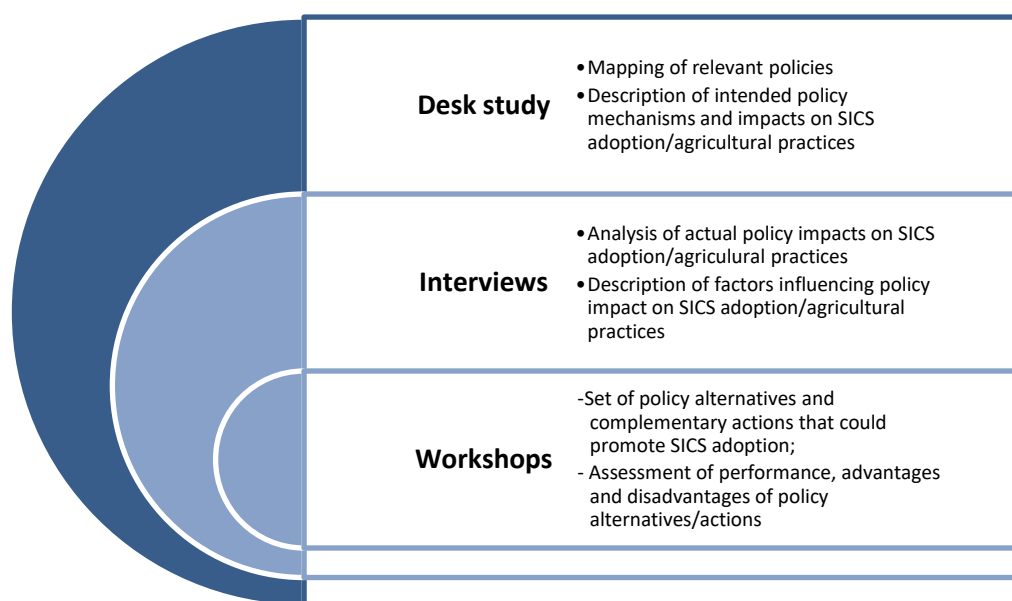 Desk study
•Mapping of relevant policies
•Description of intended policy
mechanisms and impacts on SICS
adoption/agricultural practices
Interviews
•Analysis of actual policy impacts on SICS
adoption/agriculural practices
•Description of factors influencing policy
impact on SICS adoption/agricultural
practices
Workshops
-Set of policy alternatives and
complementary actions that could
promote SICS adoption;
- Assessment of performance, advantages
and disadvantages of policy
alternatives/actions